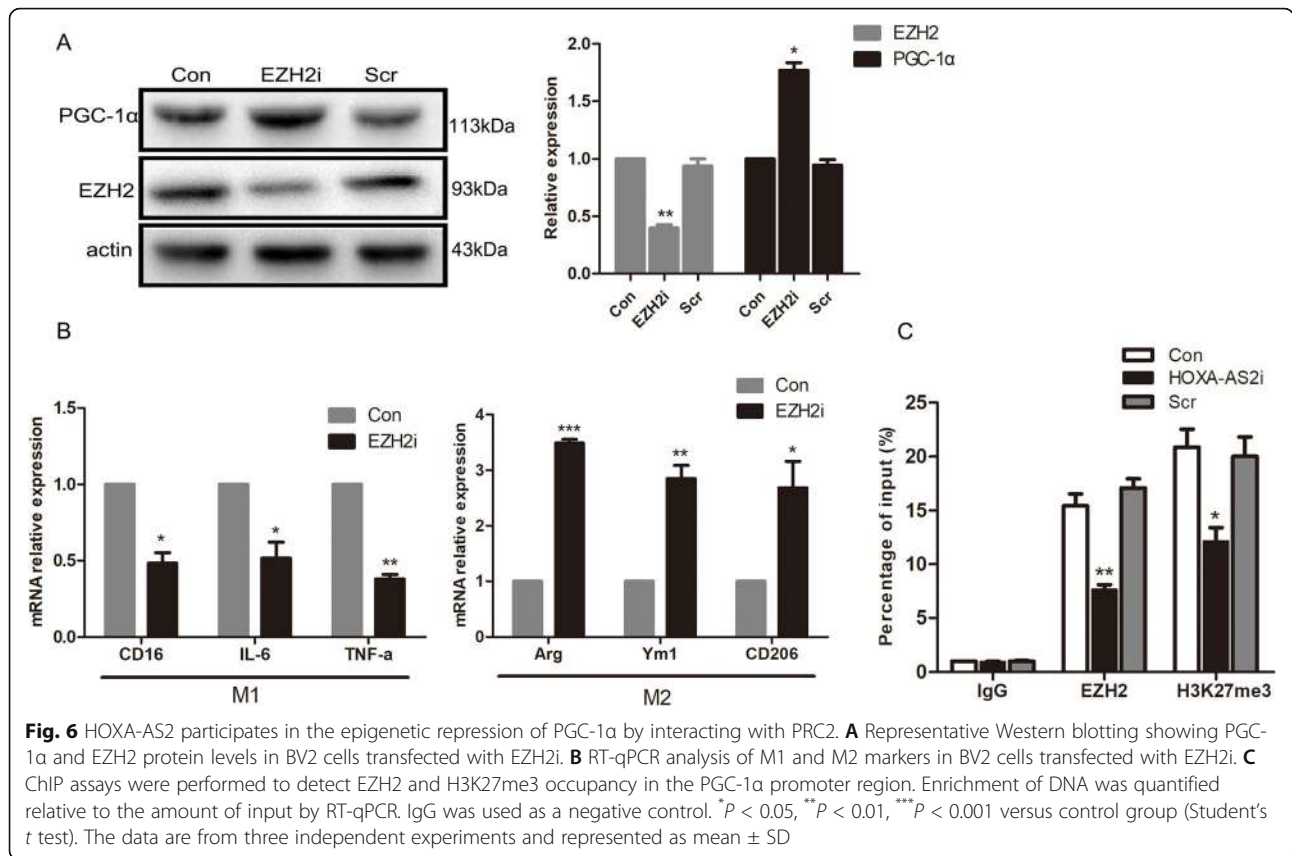 A
Con EZH2i Scr
PGC-1α 113kDa
EZH2 93kDa
actin 43kDa
EZH2
PGC-1α
Relative expression
2.0
1.5
1.0
0.5
0.0
*
**
Con EZH2i Scr Con EZH2i Scr
B
mRNA relative expression
1.5
1.0
0.5
0.0
Con
EZH2i
* * **
CD16 IL-6 TNF-a
M1
mRNA relative expression
4
3
2
1
0
Con
EZH2i
*** ** *
Arg Ym1 CD206
M2
C
Con
HOXA-AS2i
Scr
Percentage of input (%)
25
20
15
10
5
0
** *
IgG EZH2 H3K27me3
Fig. 6 HOXA-AS2 participates in the epigenetic repression of PGC-1α by interacting with PRC2. A Representative Western blotting showing PGC-
1α and EZH2 protein levels in BV2 cells transfected with EZH2i. B RT-qPCR analysis of M1 and M2 markers in BV2 cells transfected with EZH2i. C
ChIP assays were performed to detect EZH2 and H3K27me3 occupancy in the PGC-1α promoter region. Enrichment of DNA was quantified
relative to the amount of input by RT-qPCR. IgG was used as a negative control. *P < 0.05, **P < 0.01, ***P < 0.001 versus control group (Student's
t test). The data are from three independent experiments and represented as mean ± SD